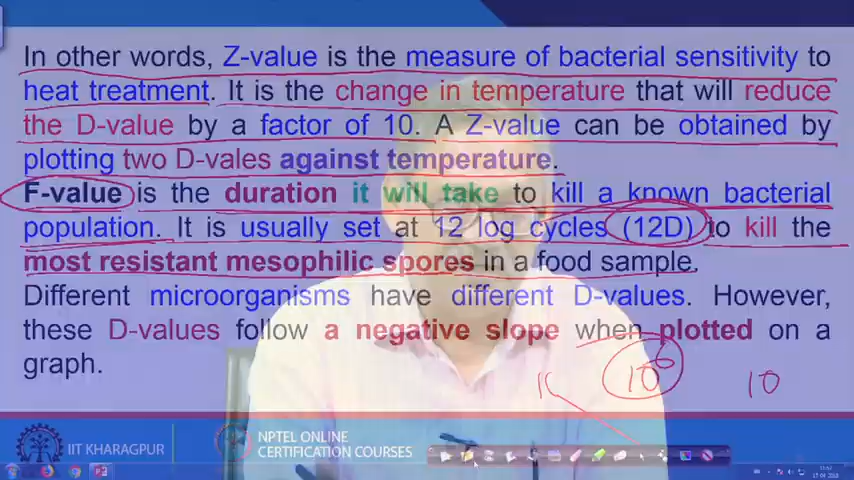 In other words, Z-value is the measure of bacterial sensitivity to
heat treatment. It is the change in temperature that will reduce
the D-value by a factor of 10. A Z-value can be obtained by
plotting two D-vales against temperature.
F-value is the duration it will take to kill a known bacterial
population. It is usually set at 12 log cycles (12D) to kill the
most resistant mesophilic spores in a food sample.
Different microorganisms have different D-values. However,
these D-values follow a negative slope when plotted on a
graph.
10⁶ 10
IIT KHARAGPUR
NPTEL ONLINE
CERTIFICATION COURSES